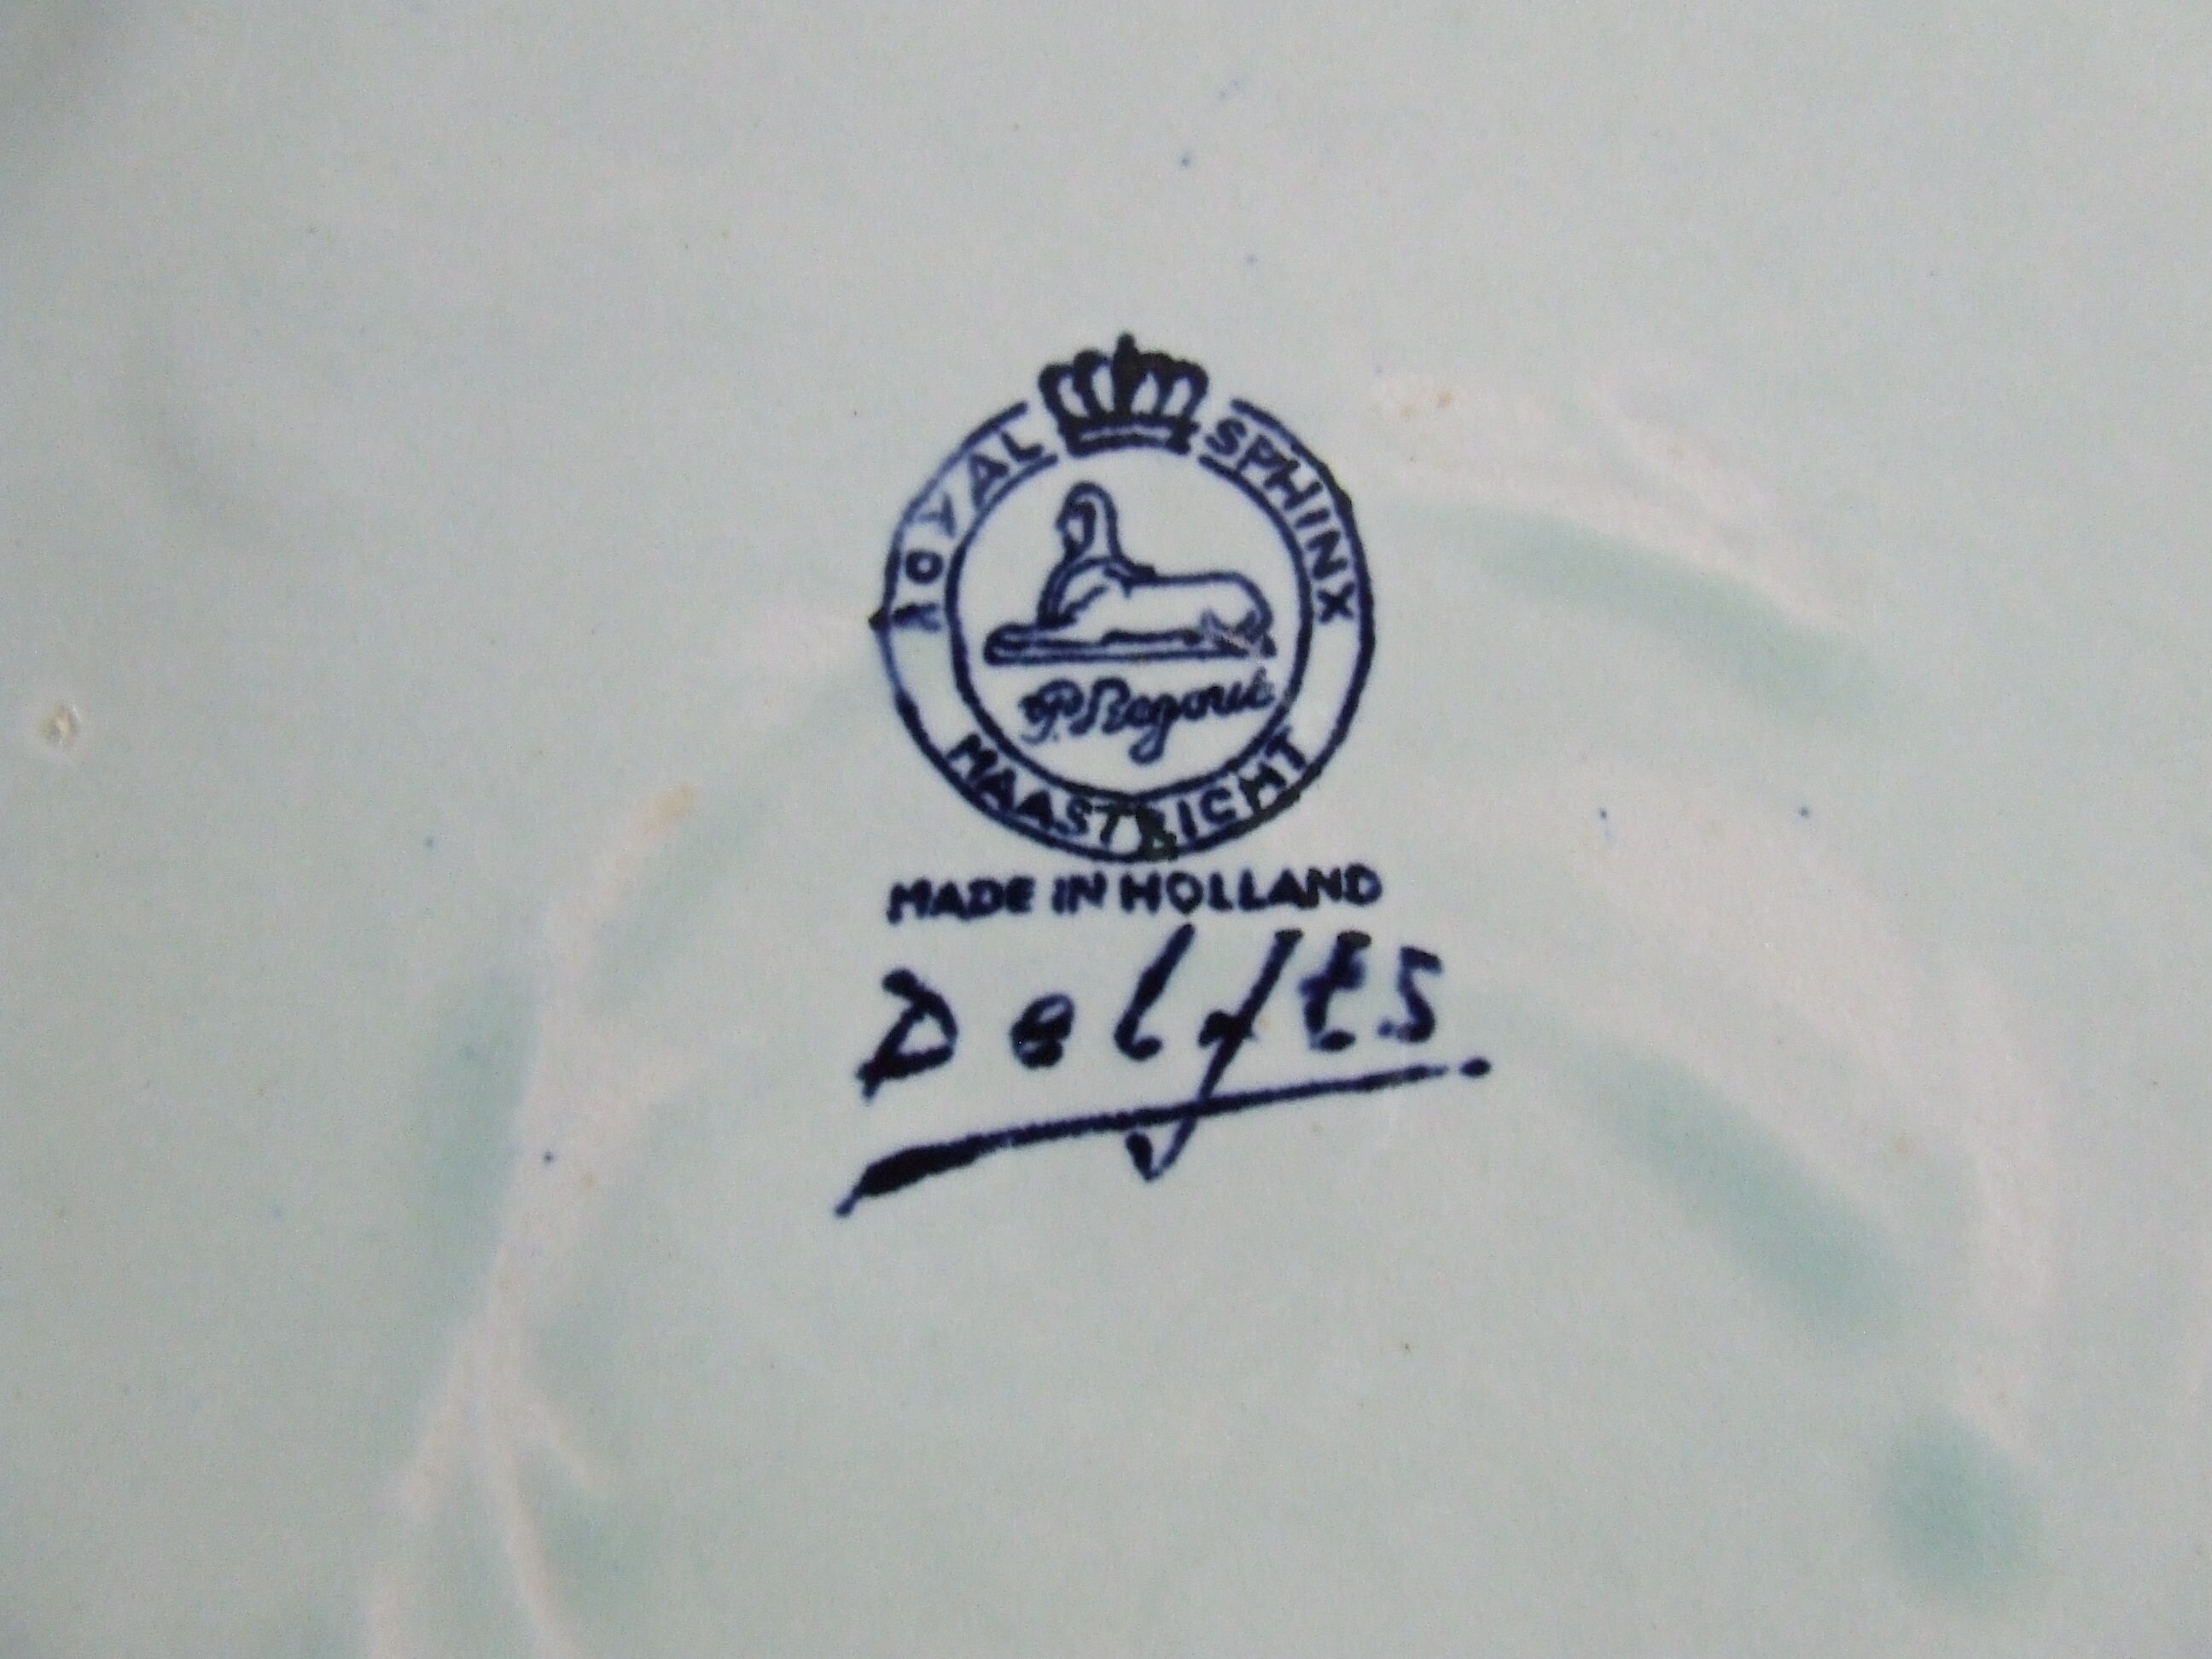 ROYAL SPHINX
P. Regout
MAASTRICHT
MADE IN HOLLAND
Delfts